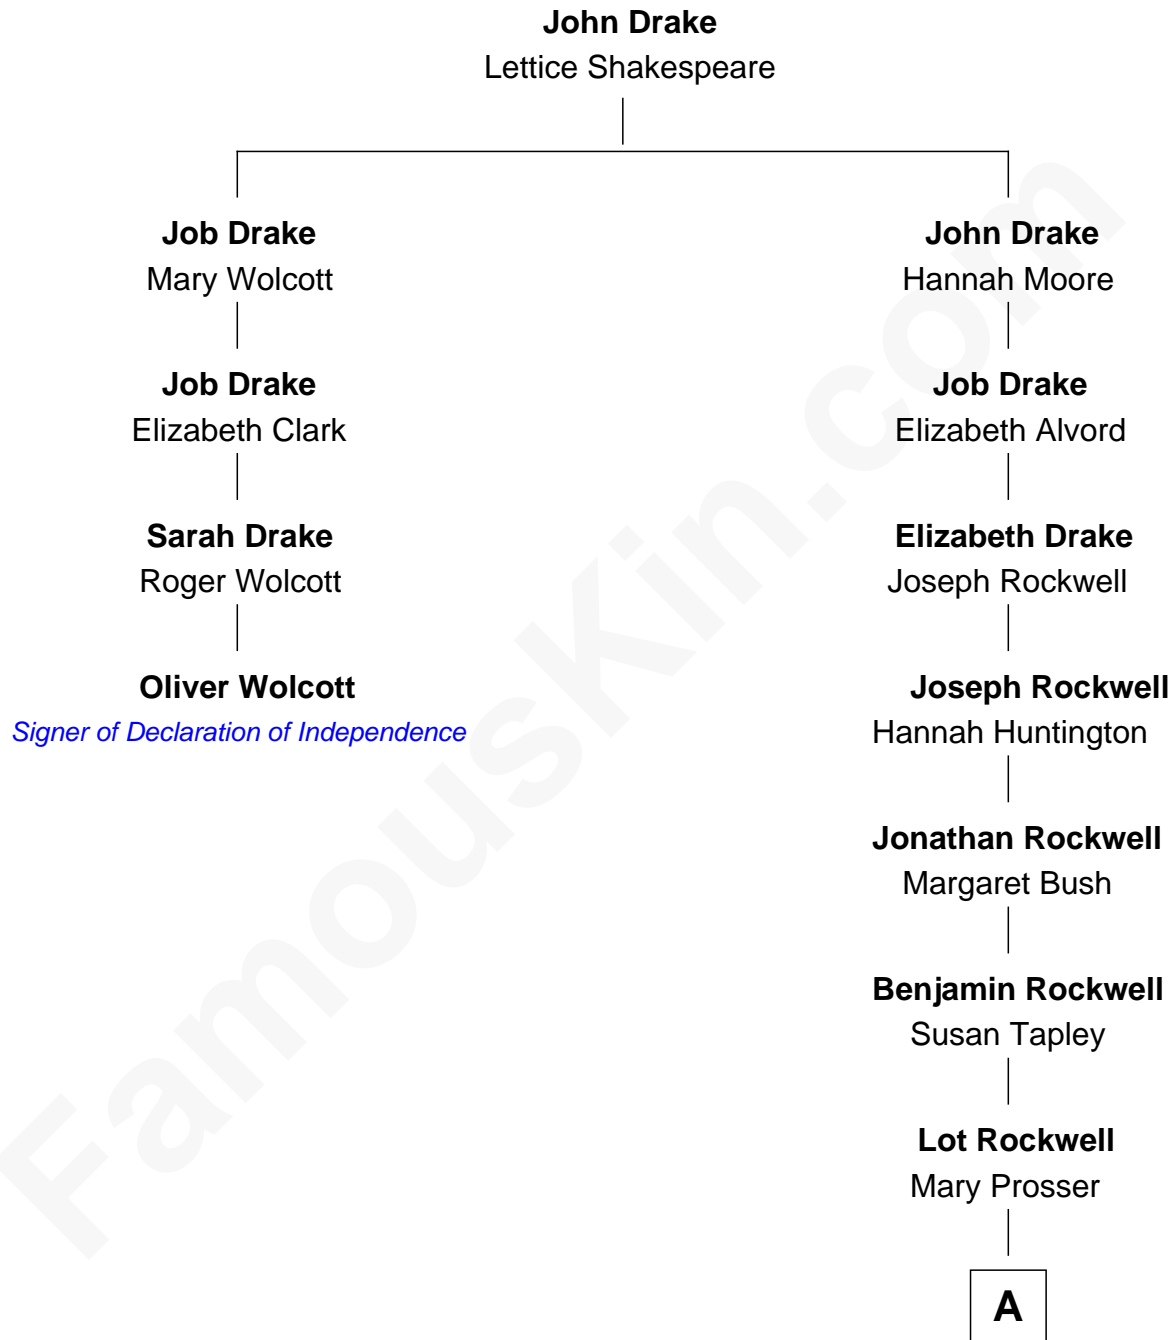 John Drake
Lettice Shakespeare
Job Drake
Mary Wolcott
Job Drake
Elizabeth Clark
Sarah Drake
Roger Wolcott
Oliver Wolcott
Signer of Declaration of Independence
John Drake
Hannah Moore
Job Drake
Elizabeth Alvord
Elizabeth Drake
Joseph Rockwell
Joseph Rockwell
Hannah Huntington
Jonathan Rockwell
Margaret Bush
Benjamin Rockwell
Susan Tapley
Lot Rockwell
Mary Prosser
A
FamousKin.com